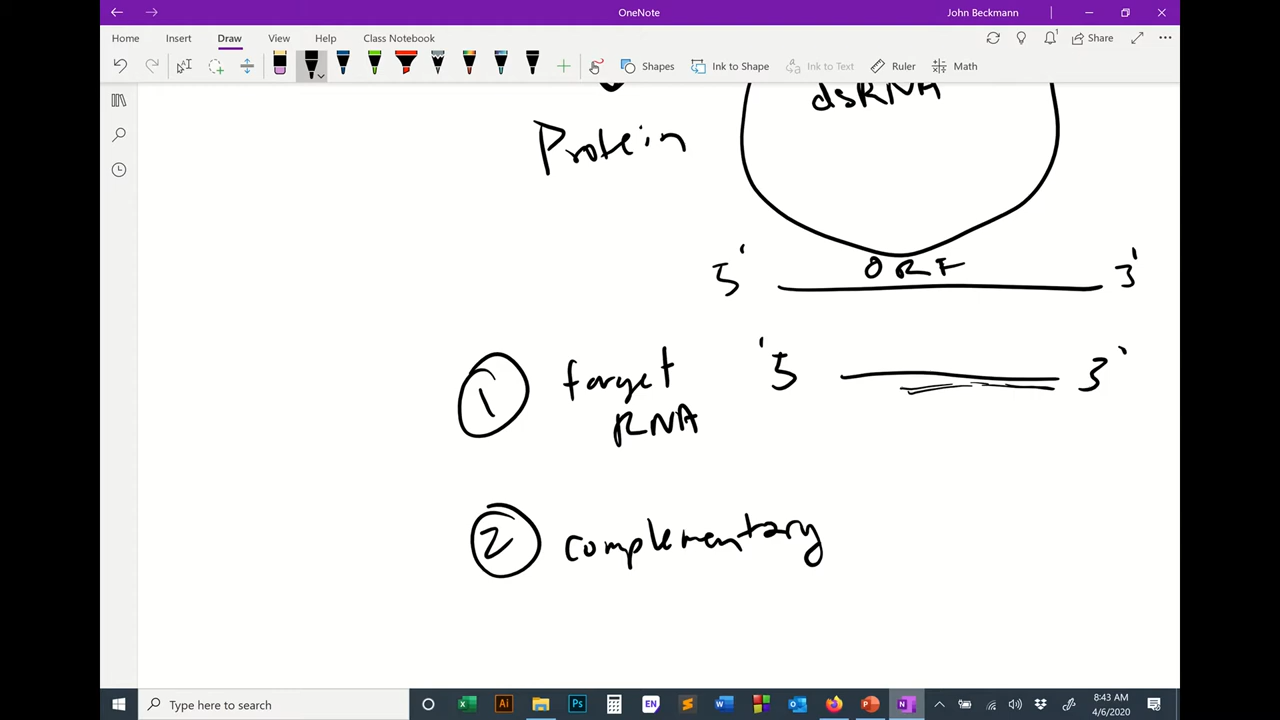 OneNote
John Beckmann
Home
Insert
Draw
View
Help
Class Notebook
Share
Shapes
Ink to Shape
Ink to Text
Ruler
Math
dsRNA
Protein
ORF
5' 3'
1 target RNA
'5 3'
2 complementary
Type here to search
EN
8:43 AM
4/6/2020